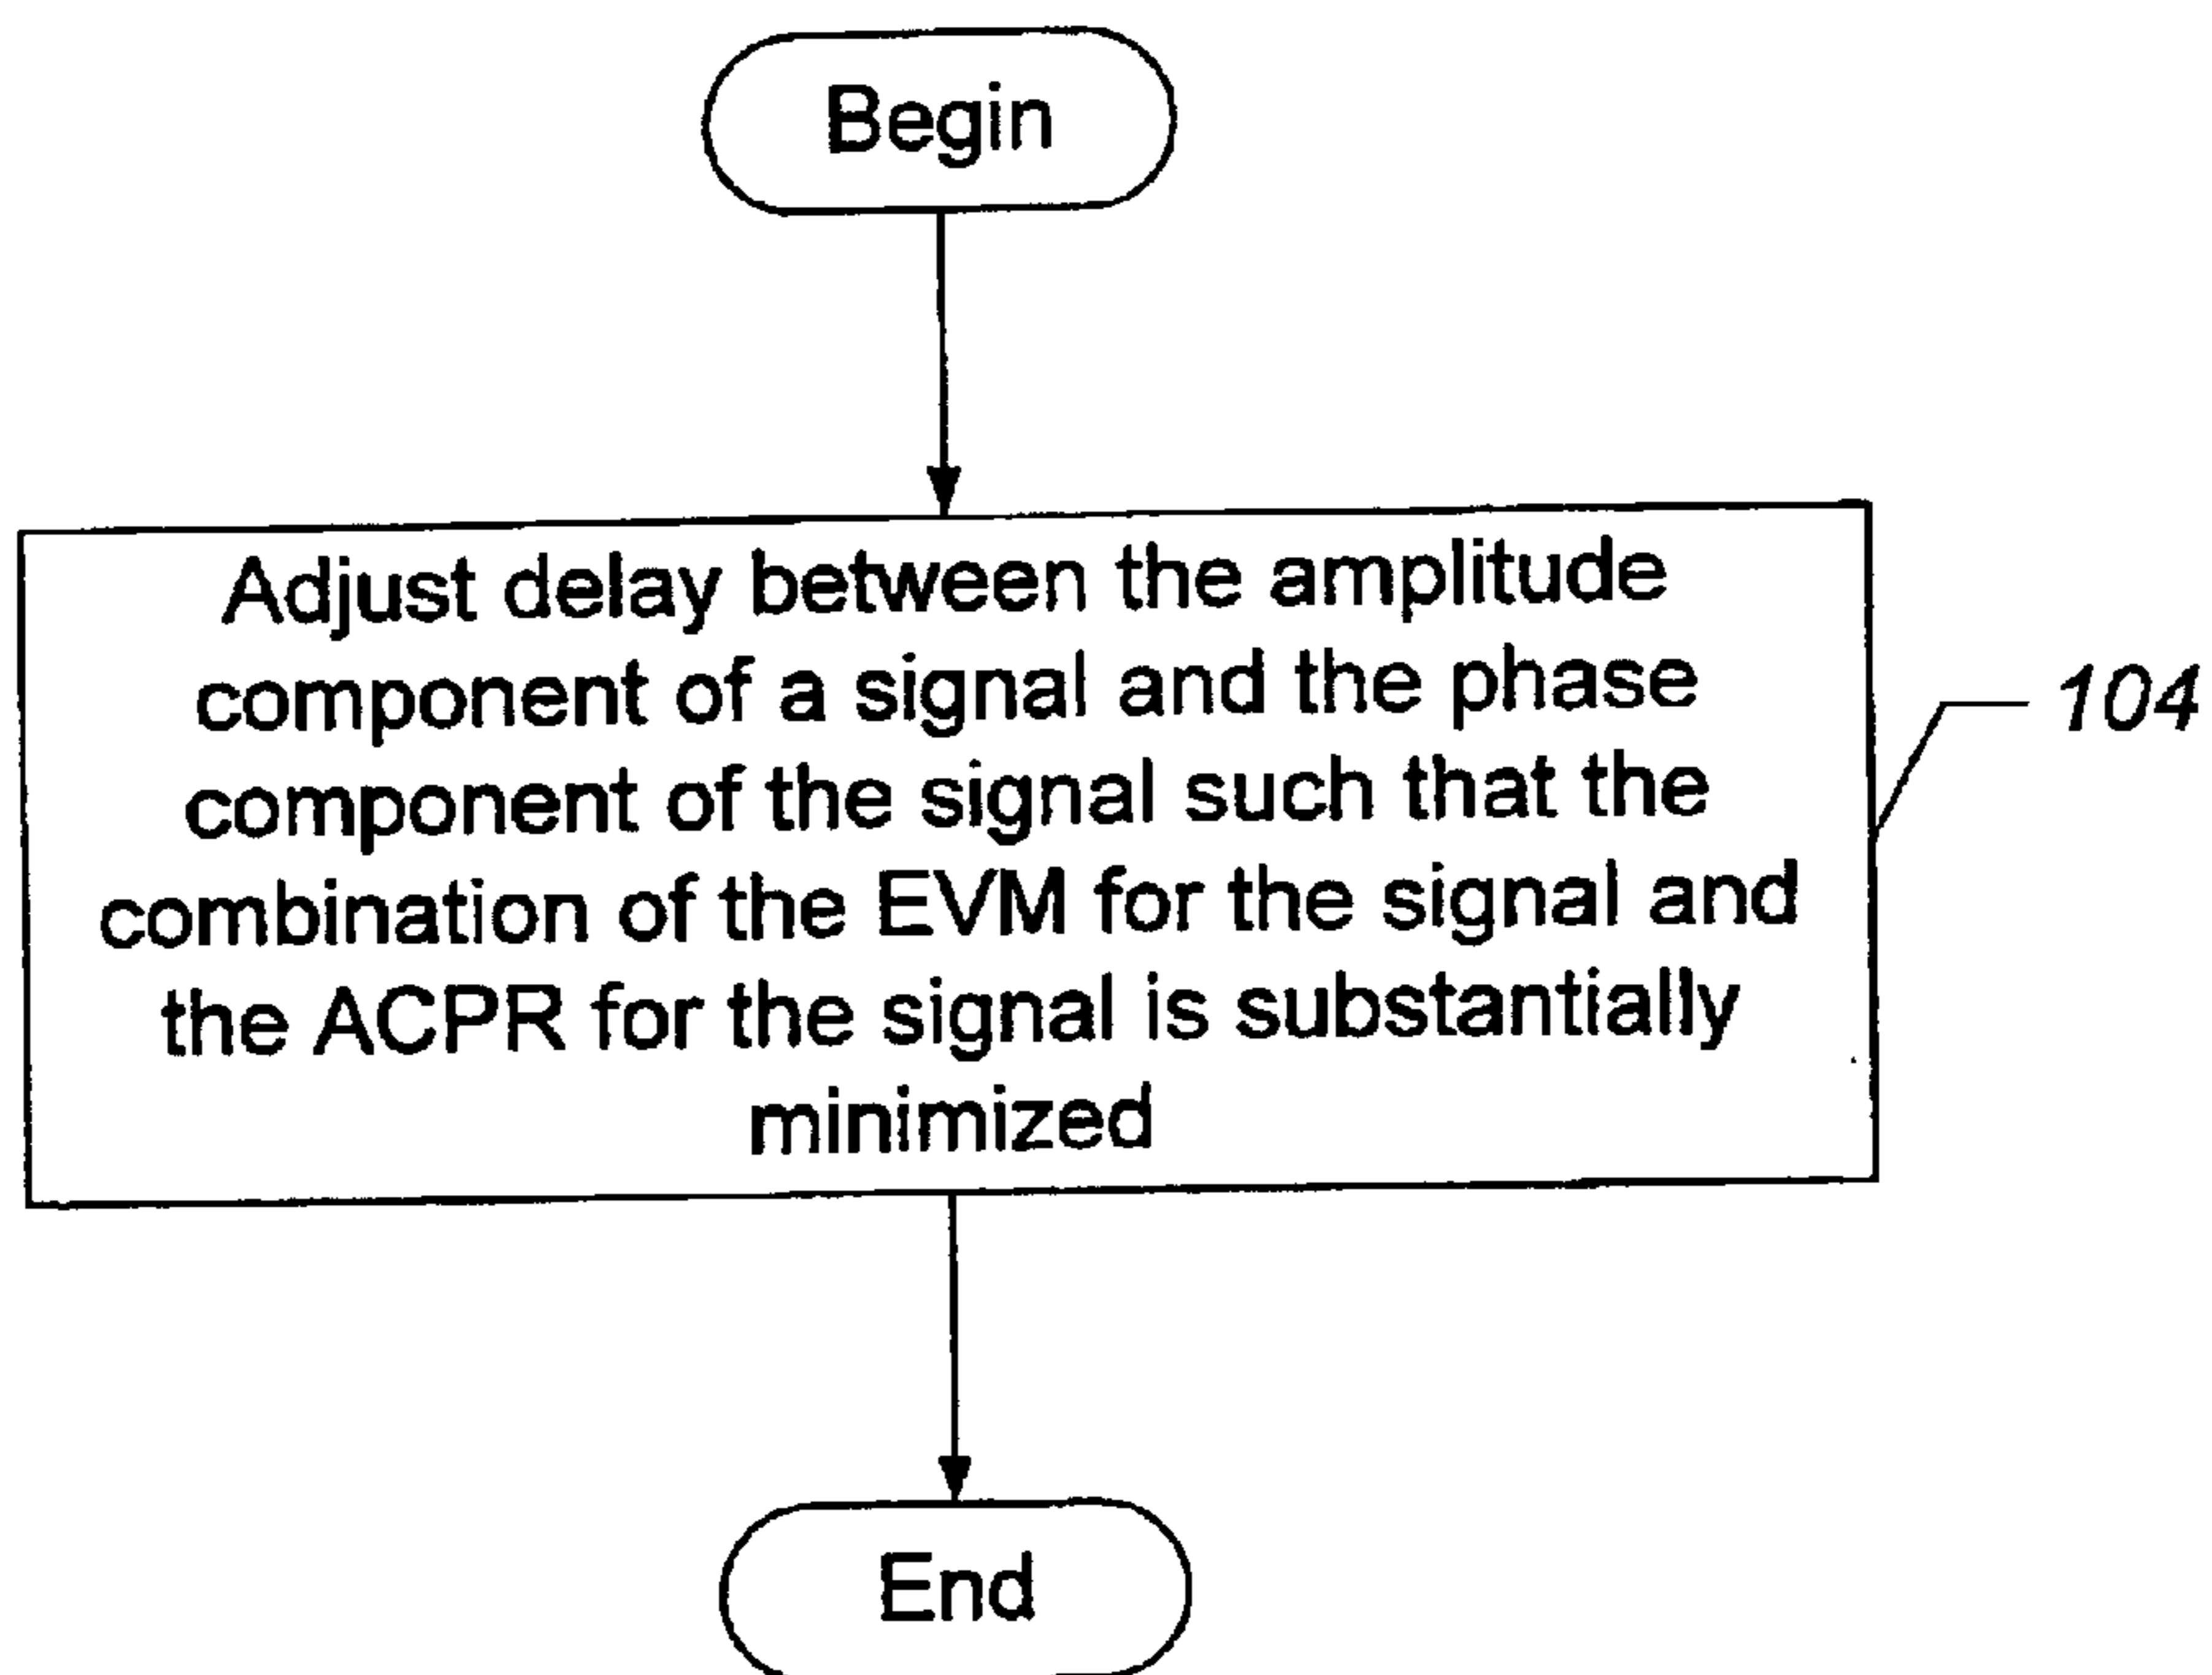 Begin
Adjust delay between the amplitude
component of a signal and the phase
component of the signal such that the
combination of the EVM for the signal and
the ACPR for the signal is substantially
minimized
104
End